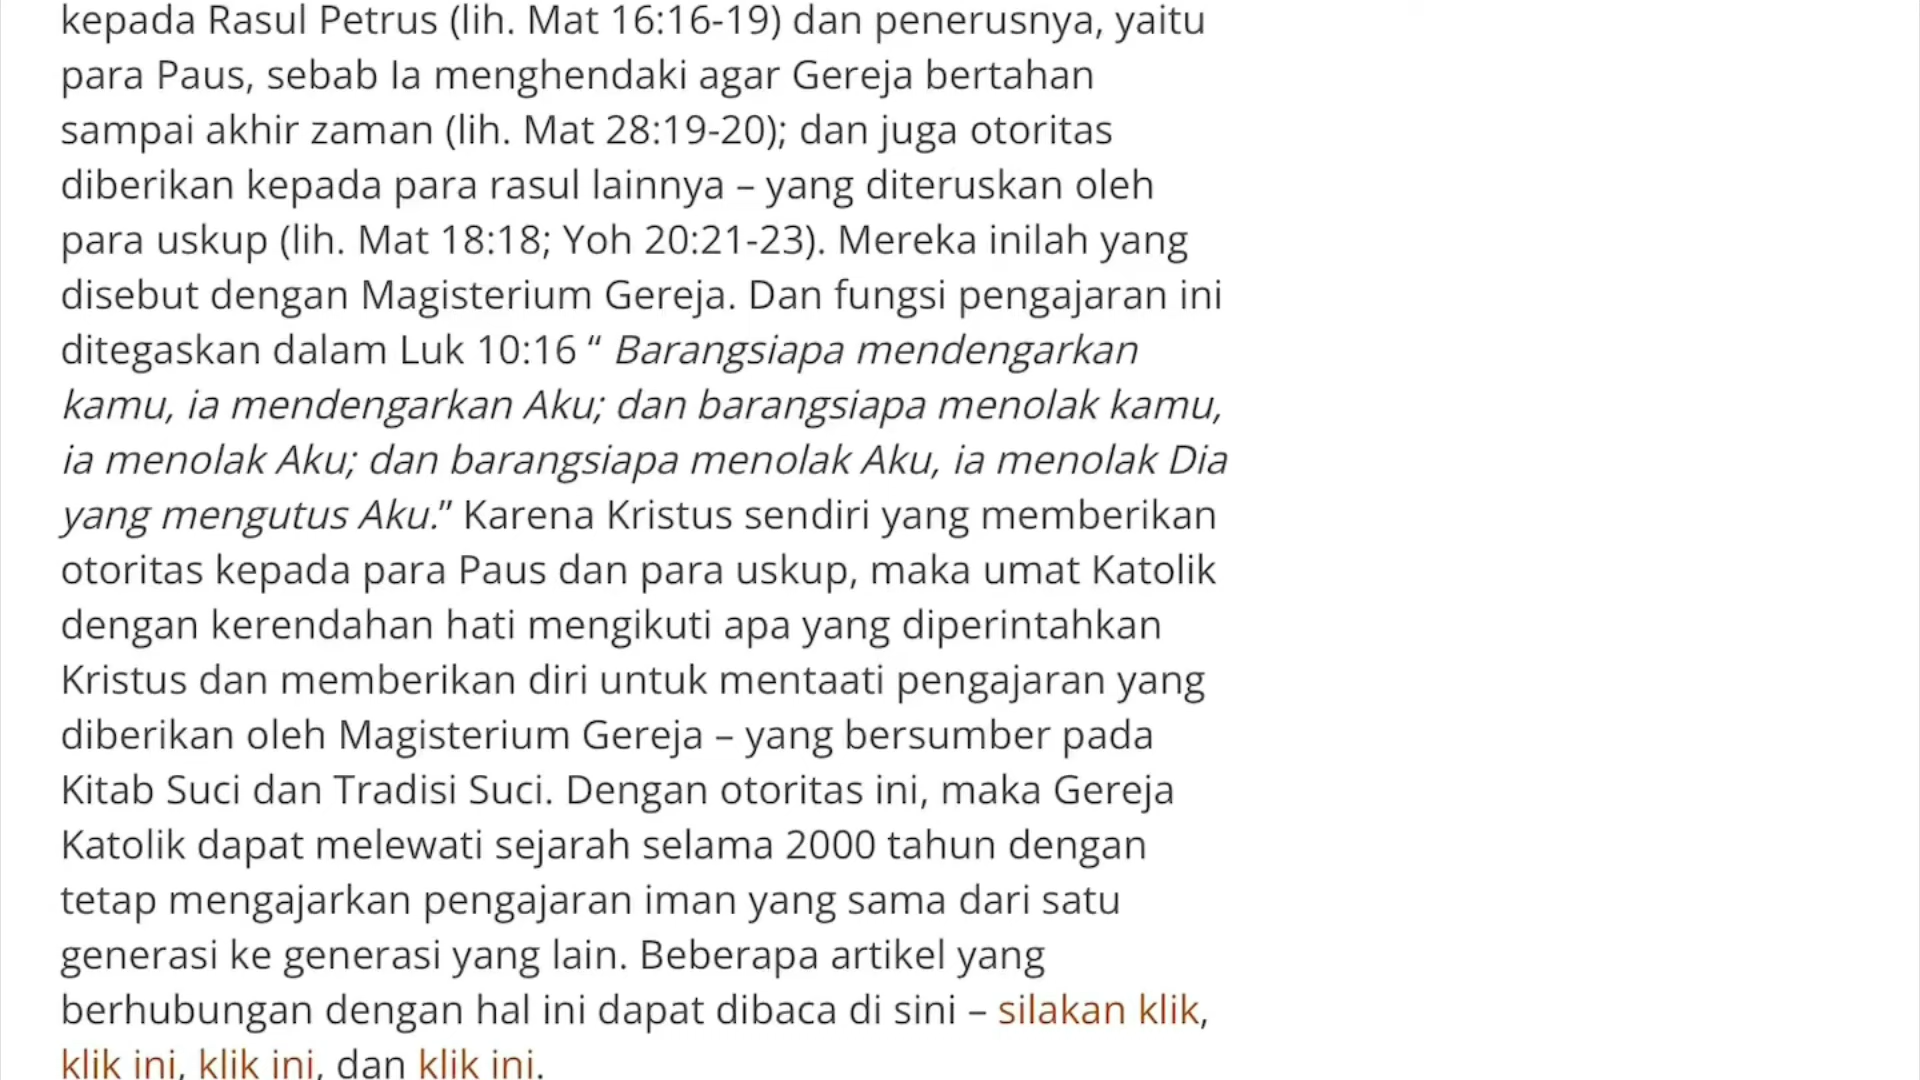 kepada Rasul Petrus (lih. Mat 16:16-19) dan penerusnya, yaitu
para Paus, sebab Ia menghendaki agar Gereja bertahan
sampai akhir zaman (lih. Mat 28:19-20); dan juga otoritas
diberikan kepada para rasul lainnya – yang diteruskan oleh
para uskup (lih. Mat 18:18; Yoh 20:21-23). Mereka inilah yang
disebut dengan Magisterium Gereja. Dan fungsi pengajaran ini
ditegaskan dalam Luk 10:16 “ Barangsiapa mendengarkan
kamu, ia mendengarkan Aku; dan barangsiapa menolak kamu,
ia menolak Aku; dan barangsiapa menolak Aku, ia menolak Dia
yang mengutus Aku.” Karena Kristus sendiri yang memberikan
otoritas kepada para Paus dan para uskup, maka umat Katolik
dengan kerendahan hati mengikuti apa yang diperintahkan
Kristus dan memberikan diri untuk mentaati pengajaran yang
diberikan oleh Magisterium Gereja – yang bersumber pada
Kitab Suci dan Tradisi Suci. Dengan otoritas ini, maka Gereja
Katolik dapat melewati sejarah selama 2000 tahun dengan
tetap mengajarkan pengajaran iman yang sama dari satu
generasi ke generasi yang lain. Beberapa artikel yang
berhubungan dengan hal ini dapat dibaca di sini – silakan klik,
klik ini, klik ini, dan klik ini.